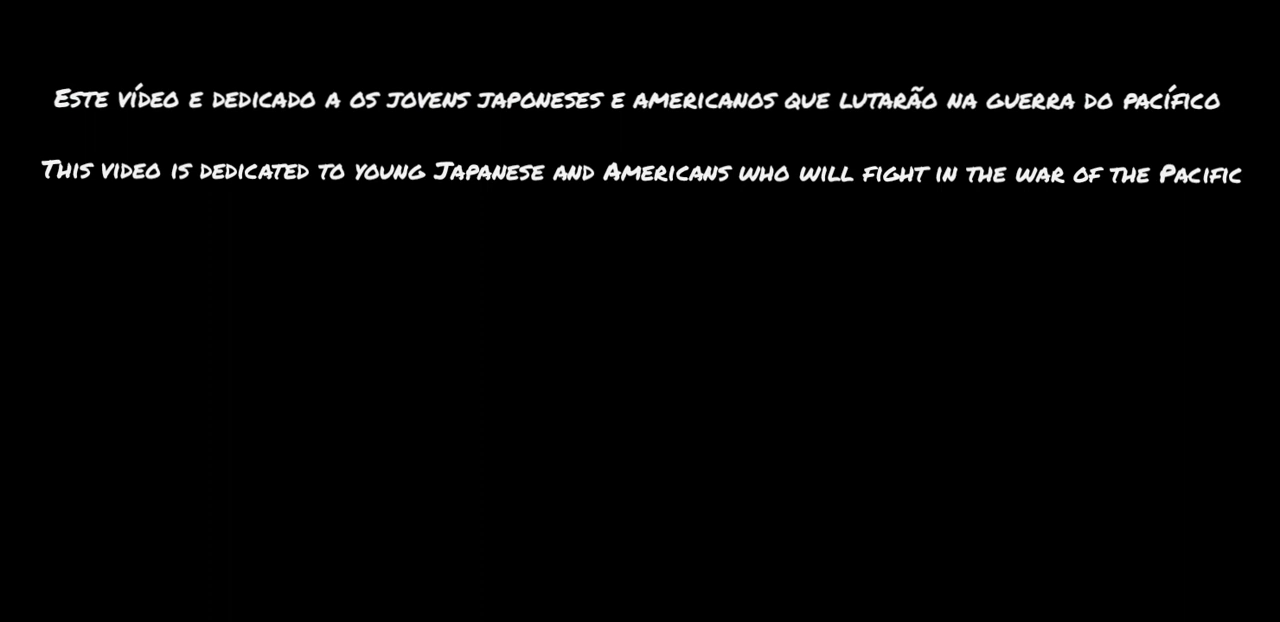 Este vídeo e dedicado a os jovens japoneses e americanos que lutarão na guerra do pacífico
This video is dedicated to young Japanese and Americans who will fight in the war of the Pacific